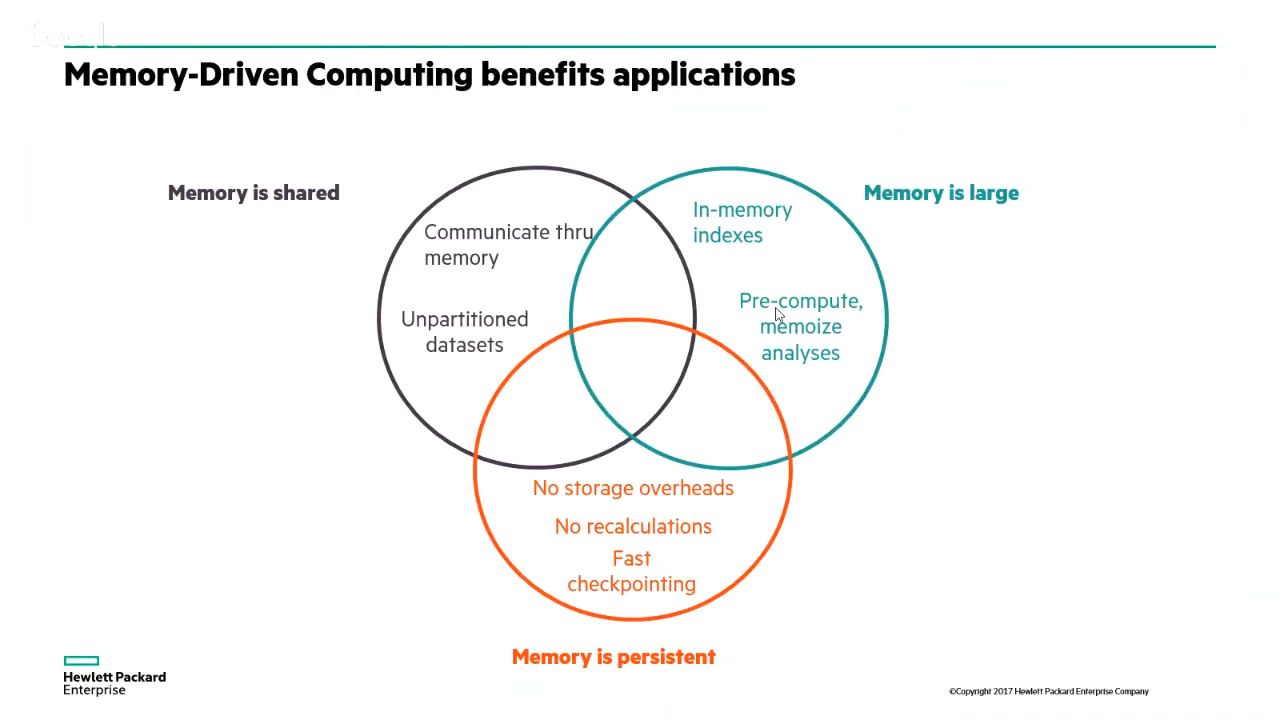 Memory-Driven Computing benefits applications
Memory is shared
Memory is large
Communicate thru
memory
Unpartitioned
datasets
In-memory
indexes
Pre-compute,
memoize
analyses
No storage overheads
No recalculations
Fast
checkpointing
Memory is persistent
Hewlett Packard
Enterprise
©Copyright 2017 Hewlett Packard Enterprise Company